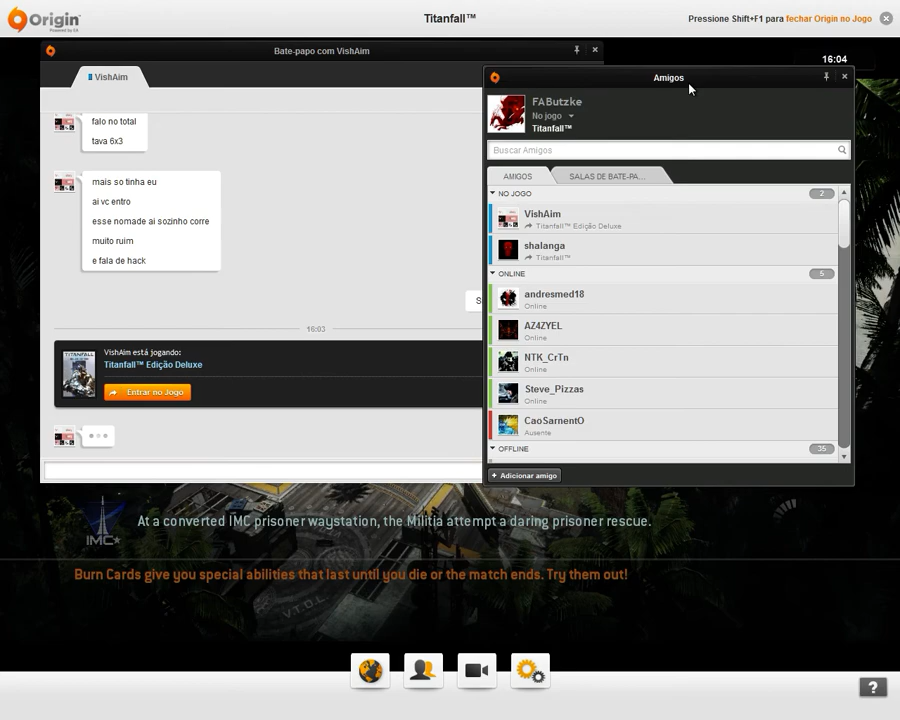 Origin
Powered by EA
Titanfall™
Pressione Shift+F1 para fechar Origin no Jogo
16:04
Bate-papo com VishAim
VishAim
falo no total
tava 6x3
mais so tinha eu
ai vc entro
esse nomade ai sozinho corre
muito ruim
e fala de hack
S
16:03
VishAim está jogando:
Titanfall™ Edição Deluxe
Entrar no Jogo
TITANFALL
Amigos
FAButzke
No jogo
Titanfall™
Buscar Amigos
AMIGOS
SALAS DE BATE-PA...
NO JOGO
2
VishAim
Titanfall™ Edição Deluxe
shalanga
Titanfall™
ONLINE
5
andresmed18
Online
AZ4ZYEL
Online
NTK_CrTn
Online
Steve_Pizzas
Online
CaoSarnentO
Ausente
OFFLINE
35
+ Adicionar amigo
IMC
At a converted IMC prisoner waystation, the Militia attempt a daring prisoner rescue.
Burn Cards give you special abilities that last until you die or the match ends. Try them out!
V.T.O.L.
?